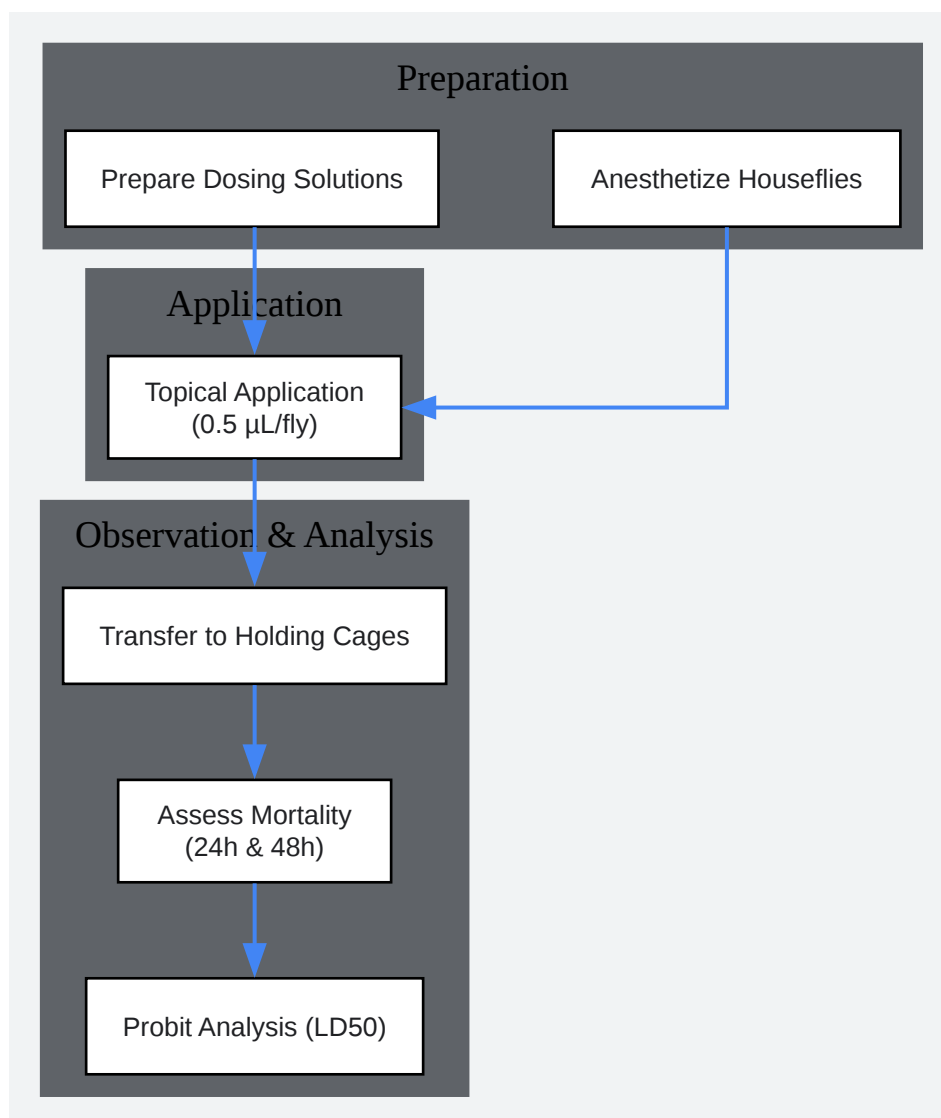 Preparation
Prepare Dosing Solutions
Anesthetize Houseflies
Application
Topical Application
(0.5 µL/fly)
Observation & Analysis
Transfer to Holding Cages
Assess Mortality
(24h & 48h)
Probit Analysis (LD50)